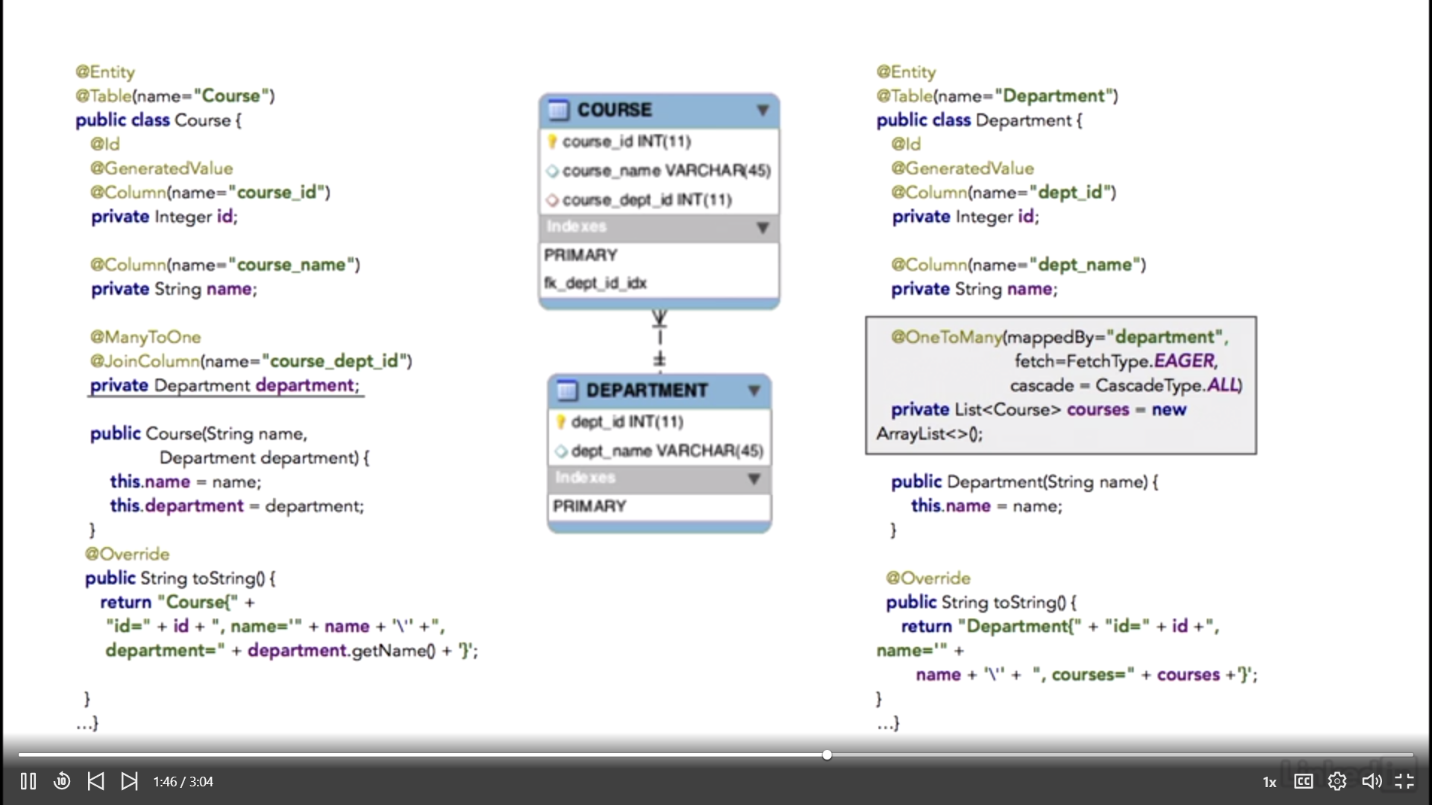 @Entity
@Table(name="Course")
public class Course {
@Id
@GeneratedValue
@Column(name="course_id")
private Integer id;
@Column(name="course_name")
private String name;
@ManyToOne
@JoinColumn(name="course_dept_id")
private Department department;
public Course(String name,
Department department) {
this.name = name;
this.department = department;
}
@Override
public String toString() {
return "Course{" +
"id=" + id + ", name='" + name + '\'' +",
department=" + department.getName() + '}';
}
...}
COURSE
course_id INT(11)
course_name VARCHAR(45)
course_dept_id INT(11)
Indexes
PRIMARY
fk_dept_id_idx
DEPARTMENT
dept_id INT(11)
dept_name VARCHAR(45)
Indexes
PRIMARY
@Entity
@Table(name="Department")
public class Department {
@Id
@GeneratedValue
@Column(name="dept_id")
private Integer id;
@Column(name="dept_name")
private String name;
@OneToMany(mappedBy="department",
fetch=FetchType.EAGER,
cascade = CascadeType.ALL)
private List<Course> courses = new
ArrayList<>();
public Department(String name) {
this.name = name;
}
@Override
public String toString() {
return "Department{" + "id=" + id +",
name='" +
name + '\'' + ", courses=" + courses +'}';
}
...}
10
1:46 / 3:04
1x
CC
LinkedIn